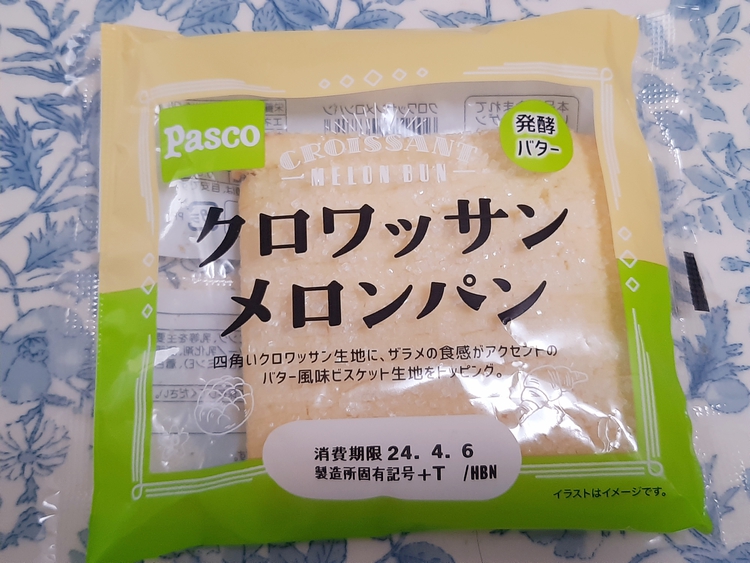 Pasco
発酵
バター
CROISSANT
MELON BUN
クロワッサン
メロンパン
四角いクロワッサン生地に、ザラメの食感がアクセントの
バター風味ビスケット生地をトッピング。
消費期限 24. 4. 6
製造所固有記号 +T /HBN
イラストはイメージです。